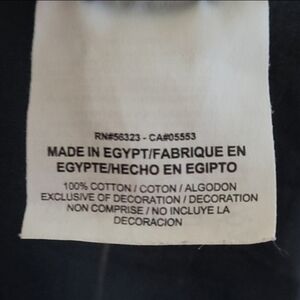 RN#56323 - CA#05553
MADE IN EGYPT/FABRIQUE EN
EGYPTE/HECHO EN EGIPTO
100% COTTON / COTON / ALGODON
EXCLUSIVE OF DECORATION / DECORATION
NON COMPRISE / NO INCLUYE LA
DECORACION